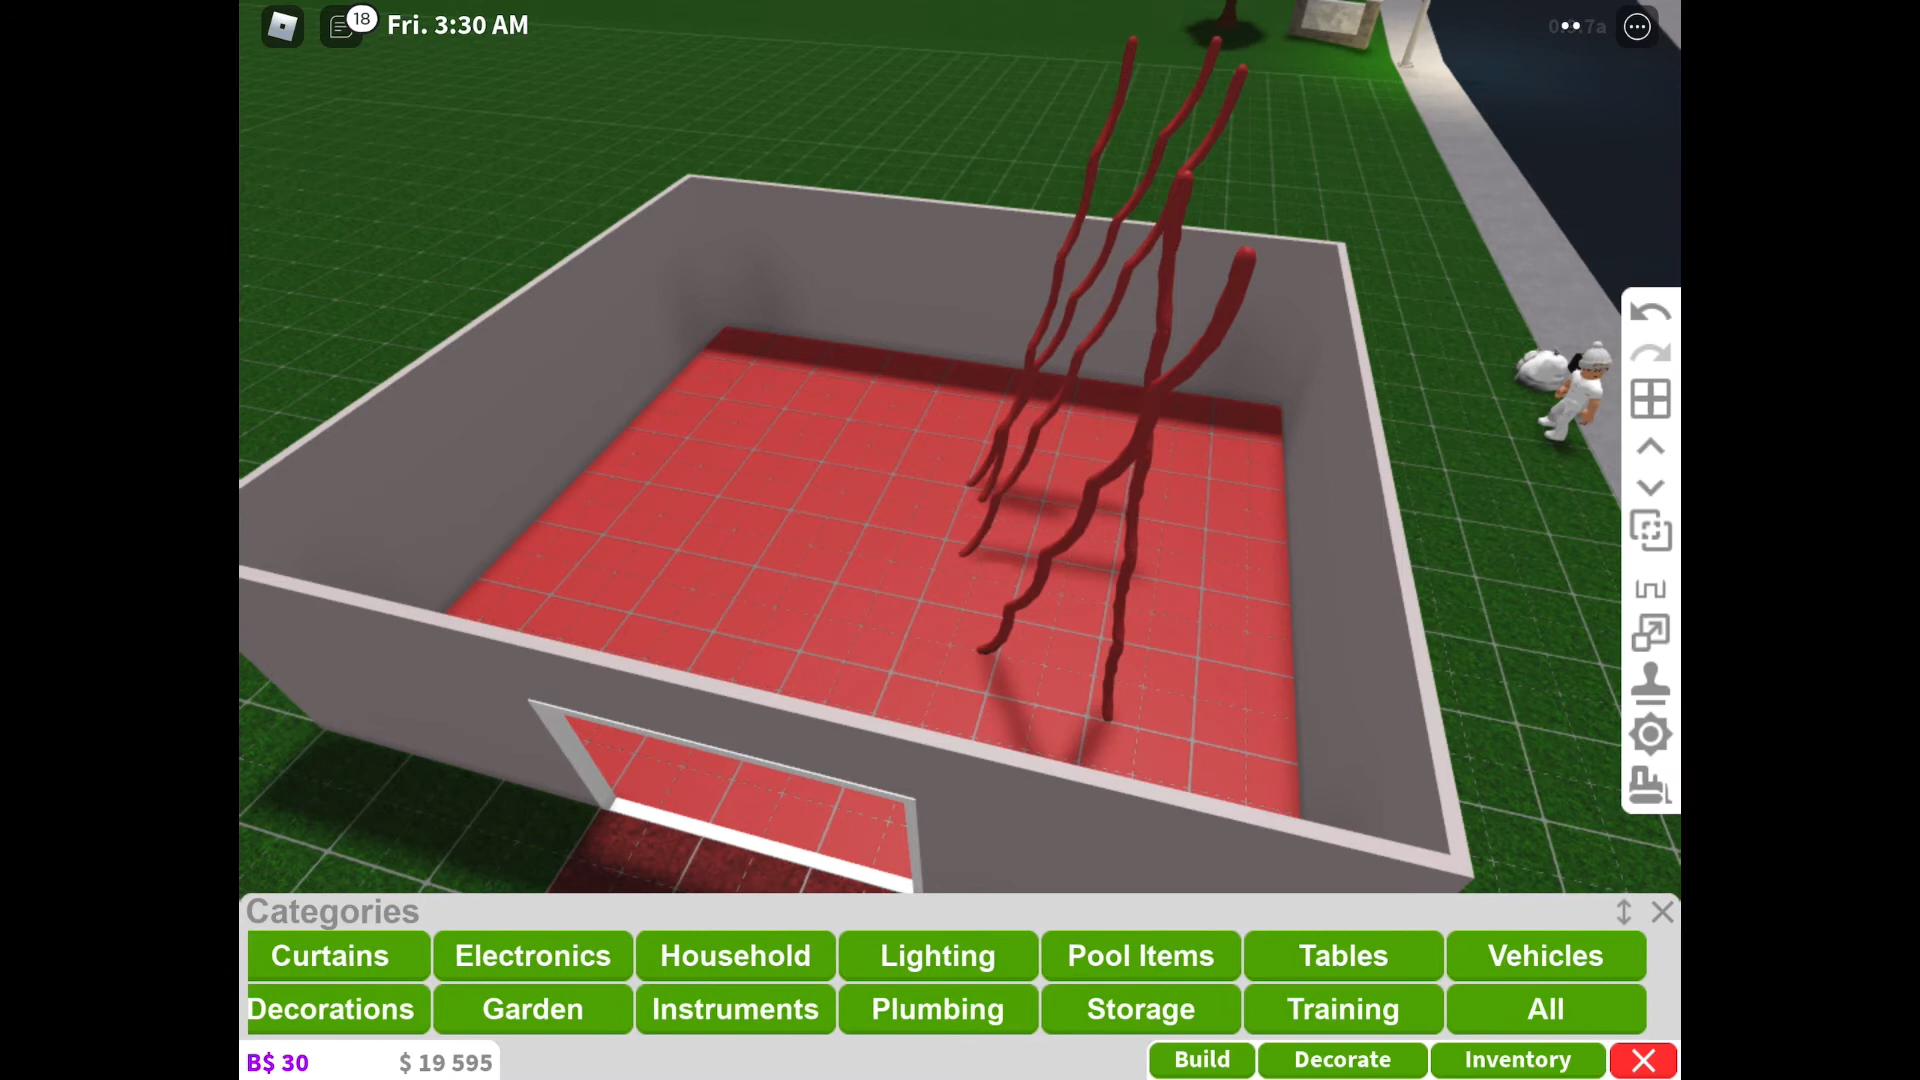 18
Fri. 3:30 AM
Categories
Curtains
Electronics
Household
Lighting
Pool Items
Tables
Vehicles
Decorations
Garden
Instruments
Plumbing
Storage
Training
All
B$ 30
$ 19 595
Build
Decorate
Inventory